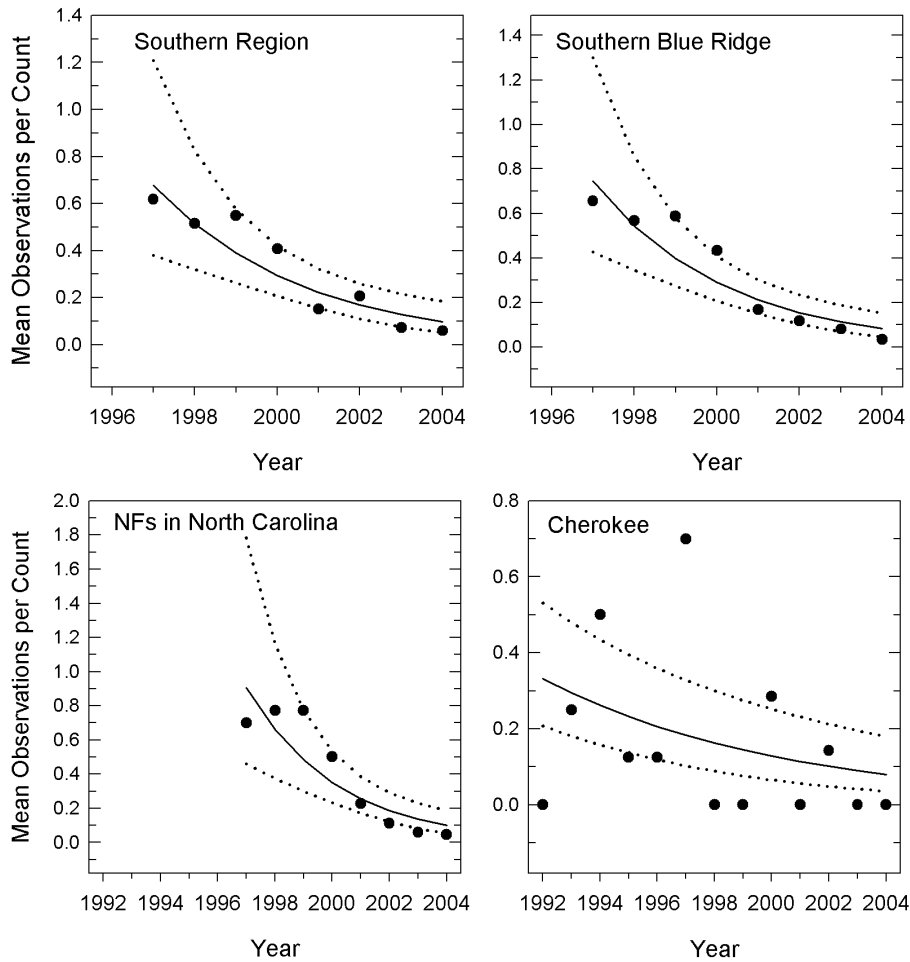 Southern Region
Mean Observations per Count
1.4
1.2
1.0
0.8
0.6
0.4
0.2
0.0
1996 1998 2000 2002 2004
Year
Southern Blue Ridge
1.4
1.2
1.0
0.8
0.6
0.4
0.2
0.0
1996 1998 2000 2002 2004
Year
NFs in North Carolina
Mean Observations per Count
2.0
1.8
1.6
1.4
1.2
1.0
0.8
0.6
0.4
0.2
0.0
1992 1994 1996 1998 2000 2002 2004
Year
Cherokee
0.8
0.6
0.4
0.2
0.0
1992 1994 1996 1998 2000 2002 2004
Year